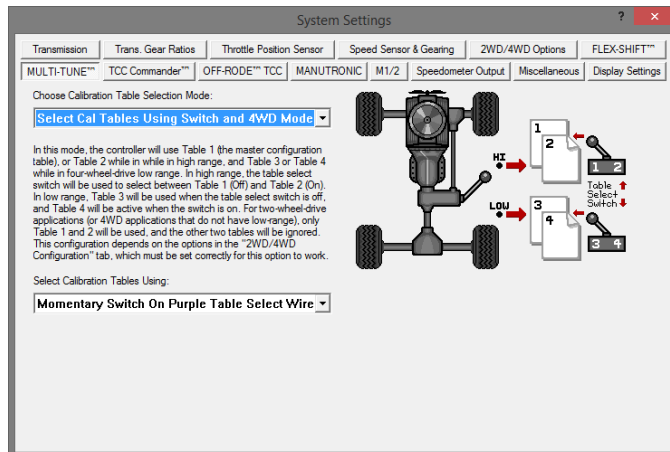 System Settings
? ×
Transmission Trans. Gear Ratios Throttle Position Sensor Speed Sensor & Gearing 2WD/4WD Options FLEX-SHIFT™
MULTI-TUNE™ TCC Commander™ OFF-RODE™ TCC MANUTRONIC M1/2 Speedometer Output Miscellaneous Display Settings
Choose Calibration Table Selection Mode:
Select Cal Tables Using Switch and 4WD Mode
In this mode, the controller will use Table 1 (the master configuration
table), or Table 2 while in while in high range, and Table 3 or Table 4
while in four-wheel-drive low range. In high range, the table select
switch will be used to select between Table 1 (Off) and Table 2 (On).
In low range, Table 3 will be used when the table select switch is off,
and Table 4 will be active when the switch is on. For two-wheel-drive
applications (or 4WD applications that do not have low-range), only
Table 1 and 2 will be used, and the other two tables will be ignored.
This configuration depends on the options in the "2WD/4WD
Configuration" tab, which must be set correctly for this option to work.
Select Calibration Tables Using:
Momentary Switch On Purple Table Select Wire
HI
1
2
1 2
Table
Select
Switch
LOW
3
4
3 4